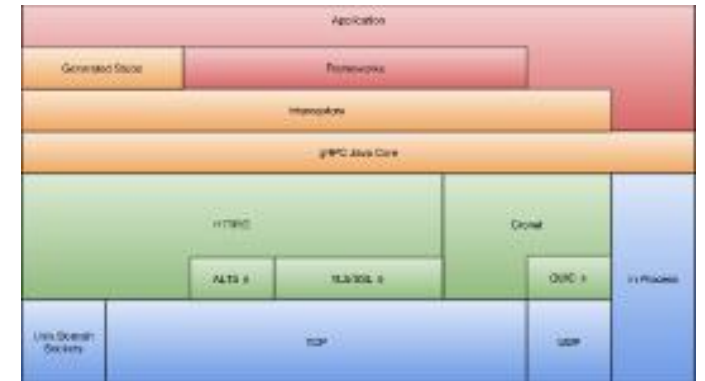 Application
Generated Stubs
Frameworks
Interceptors
gRPC Java Core
HTTP/2
Cronet
ALTS
TLS/SSL
QUIC
In Process
Unix Domain
Sockets
TCP
UDP